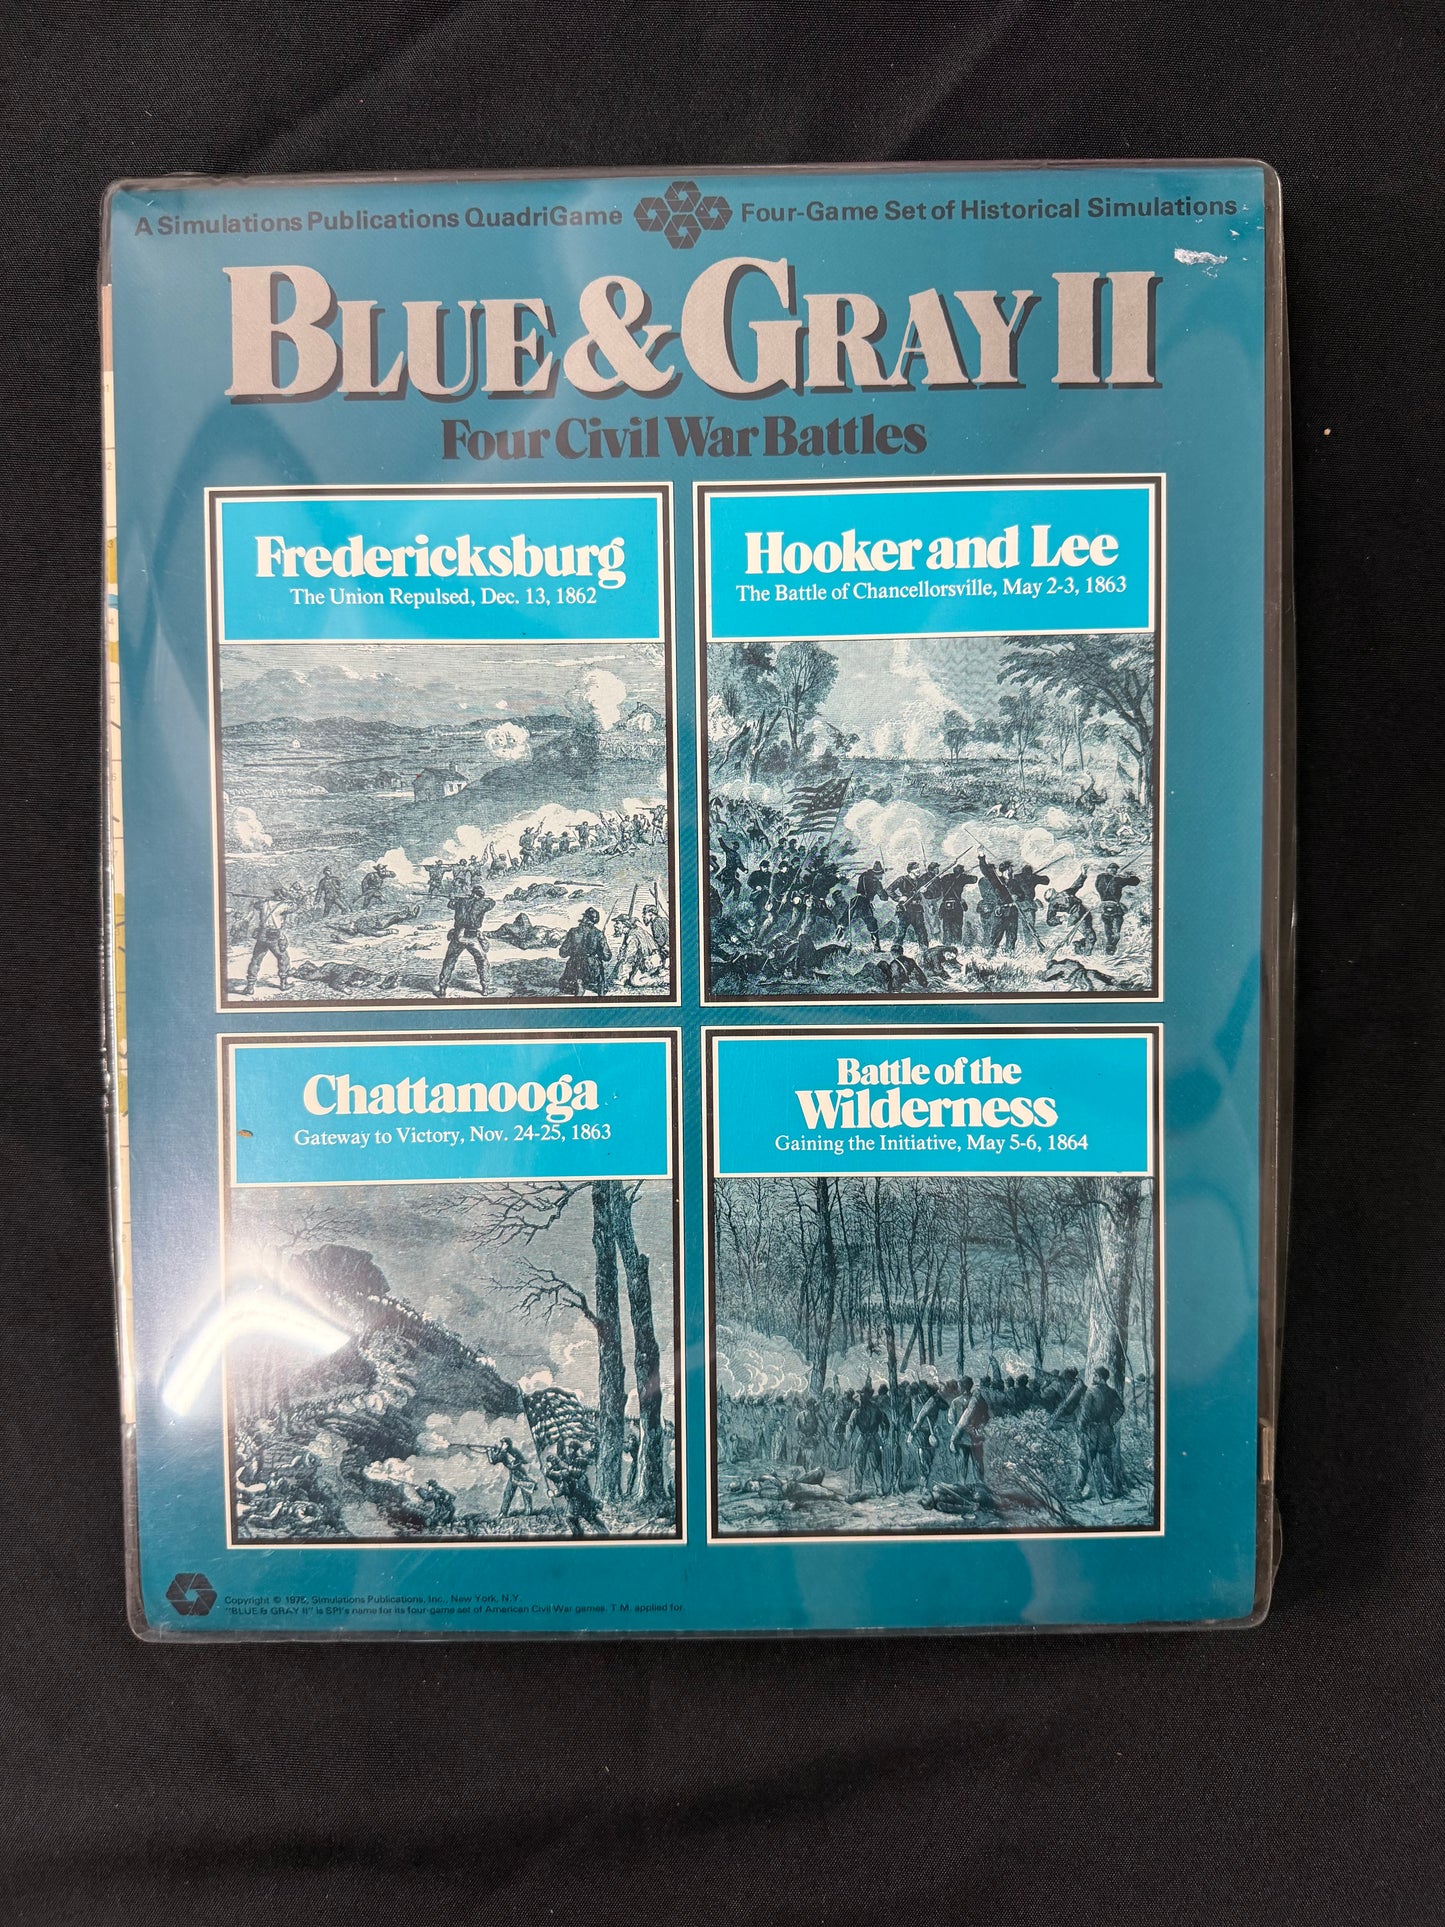 A Simulations Publications QuadriGame Four-Game Set of Historical Simulations
BLUE & GRAY II
Four Civil War Battles
Fredericksburg
The Union Repulsed, Dec. 13, 1862
Hooker and Lee
The Battle of Chancellorsville, May 2-3, 1863
Chattanooga
Gateway to Victory, Nov. 24-25, 1863
Battle of the
Wilderness
Gaining the Initiative, May 5-6, 1864
Copyright © 1975, Simulations Publications, Inc., New York, N.Y.
"BLUE & GRAY II" is SPI's name for its four-game set of American Civil War games. T.M. applied for.